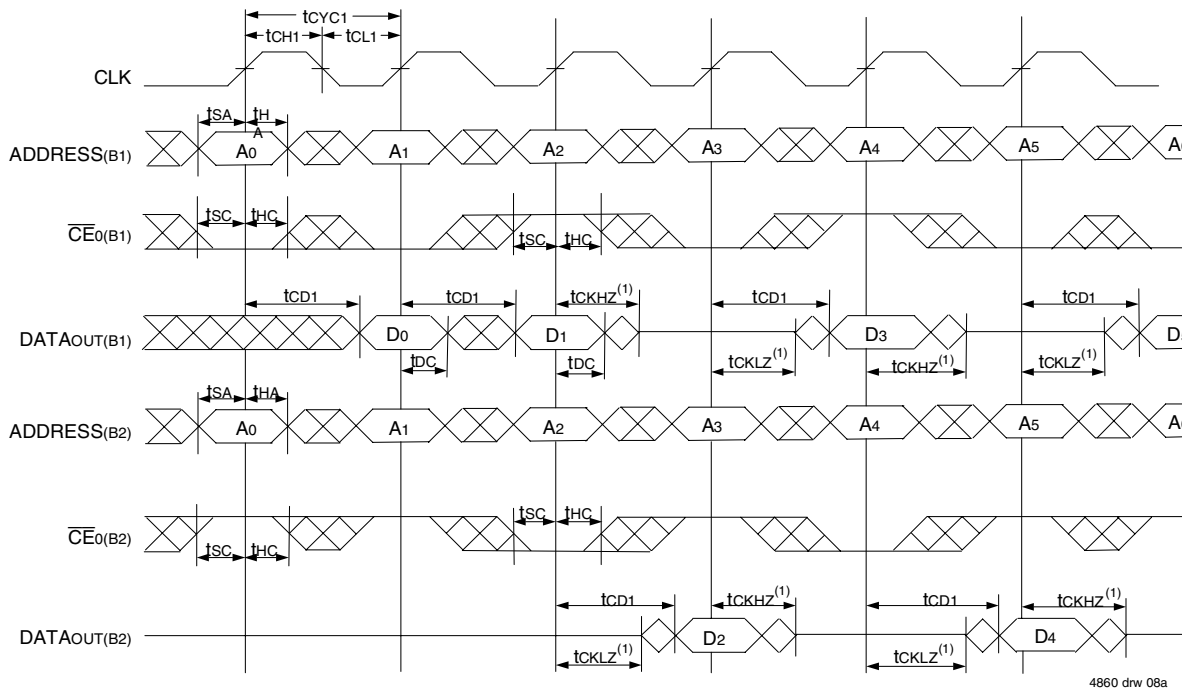 tCYC1
tCH1 tCL1
CLK
tSA tHA
ADDRESS(B1) A0 A1 A2 A3 A4 A5 A6
tSC tHC
CE0(B1)
tSC tHC
tCD1 tCD1 tCKHZ(1) tCD1 tCD1
DATAOUT(B1) D0 D1 D3 D5
tDC tDC tCKLZ(1) tCKHZ(1) tCKLZ(1)
tSA tHA
ADDRESS(B2) A0 A1 A2 A3 A4 A5 A6
tSC tHC
CE0(B2)
tSC tHC
tCD1 tCKHZ(1) tCD1 tCKHZ(1)
DATAOUT(B2) D2 D4
tCKLZ(1) tCKLZ(1)
4860 drw 08a